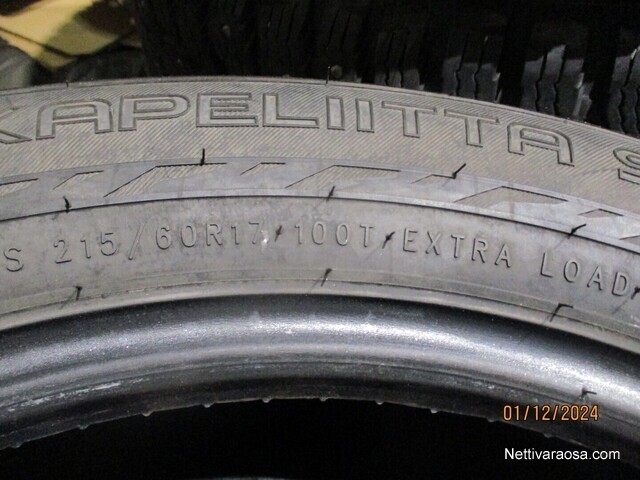 KAPELIITTA S
S 215/60R17 100T EXTRA LOAD
01/12/2024
Nettivaraosa.com